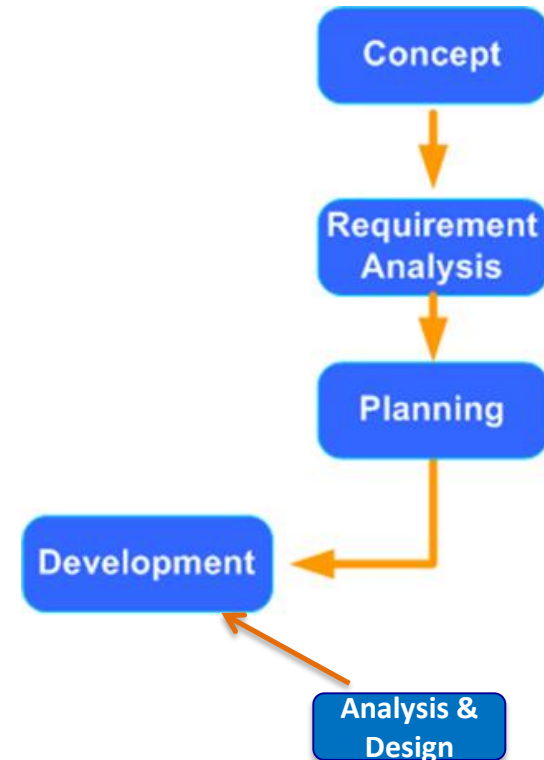 Concept
Requirement
Analysis
Planning
Development
Analysis &
Design